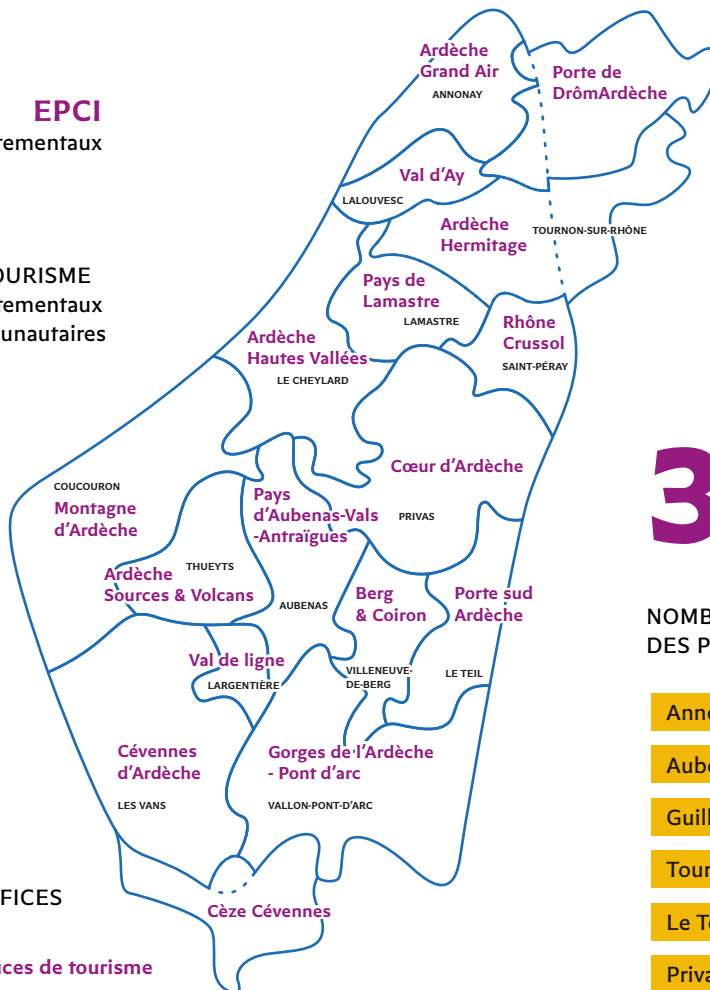 EPCI
OURISME
Ardèche
Grand Air
ANNONAY
Porte de
DrômArdèche
Val d'Ay
LALOUVESC
Ardèche
Hermitage
TOURNON-SUR-RHÔNE
Pays de
Lamastre
LAMASTRE
Rhône
Crussol
SAINT-PÉRAY
Ardèche
Hautes Vallées
LE CHEYLARD
Cœur d'Ardèche
PRIVAS
COUCOURON
Montagne
d'Ardèche
Pays
d'Aubenas-Vals
-Antraïgues
AUBENAS
THUEYTS
Ardèche
Sources & Volcans
Berg
& Coiron
VILLENEUVE-
DE-BERG
Porte sud
Ardèche
LE TEIL
Val de ligne
LARGENTIÈRE
Cévennes
d'Ardèche
LES VANS
Gorges de l'Ardèche
- Pont d'arc
VALLON-PONT-D'ARC
Cèze Cévennes
FICES
ces de tourisme
3
NOMB
DES P
Anno
Aube
Guill
Tour
Le Te
Priva